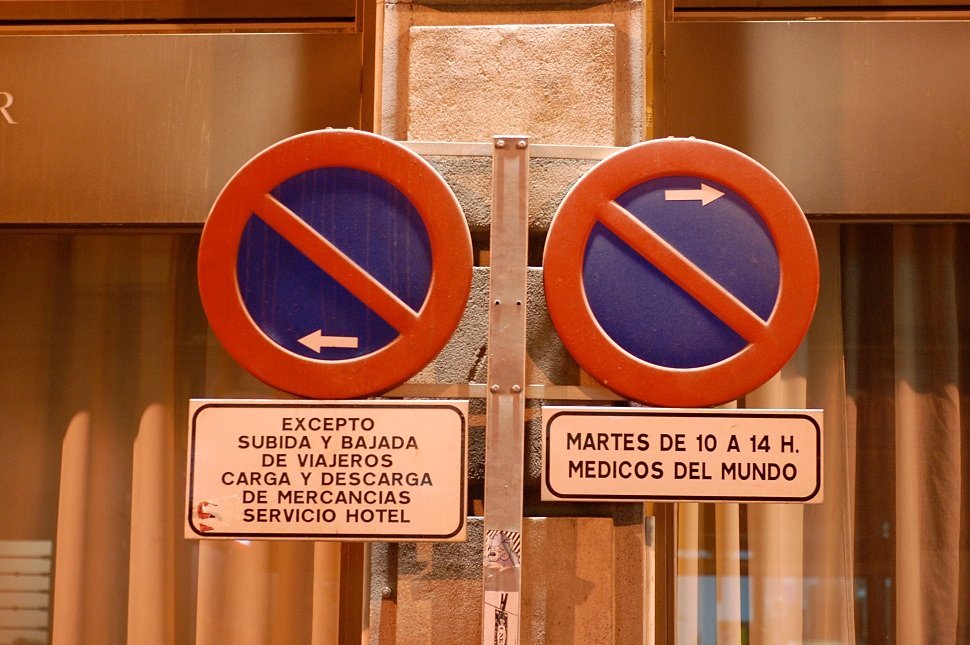 R
EXCEPTO
SUBIDA Y BAJADA
DE VIAJEROS
CARGA Y DESCARGA
DE MERCANCIAS
SERVICIO HOTEL
MARTES DE 10 A 14 H.
MEDICOS DEL MUNDO